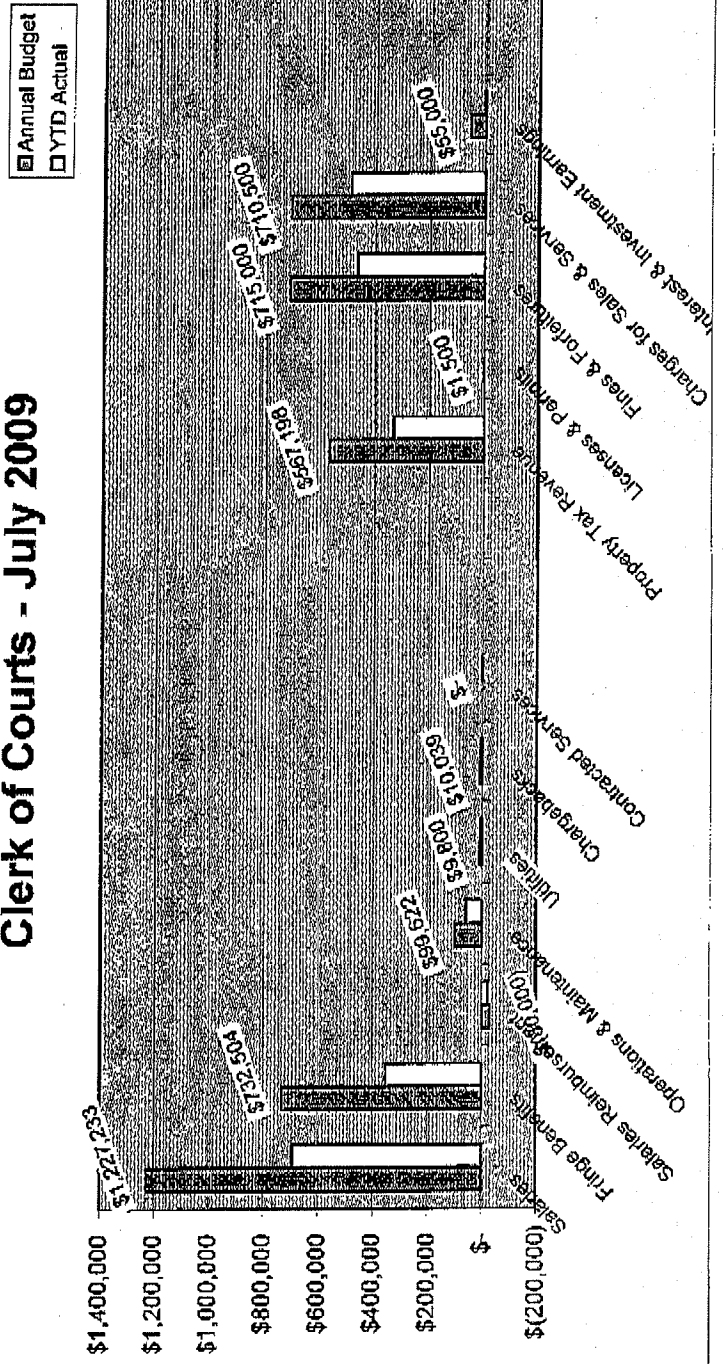 Clerk of Courts - July 2009
Annual Budget
YTD Actual
$1,400,000
$1,200,000
$1,000,000
$800,000
$600,000
$400,000
$200,000
$-
$(200,000)
$1,227,233
$732,504
$99,622
$9,800
$10,039
$-
$567,198
$1,500
$715,000
$710,500
$55,000
Salaries
Fringe Benefits
Salaries Reimbursement
Operations & Maintenance
Utilities
Chargebacks
Contracted Services
Property Tax Revenue
Licenses & Permits
Fines & Forfeitures
Charges for Sales & Services
Interest & Investment Earnings